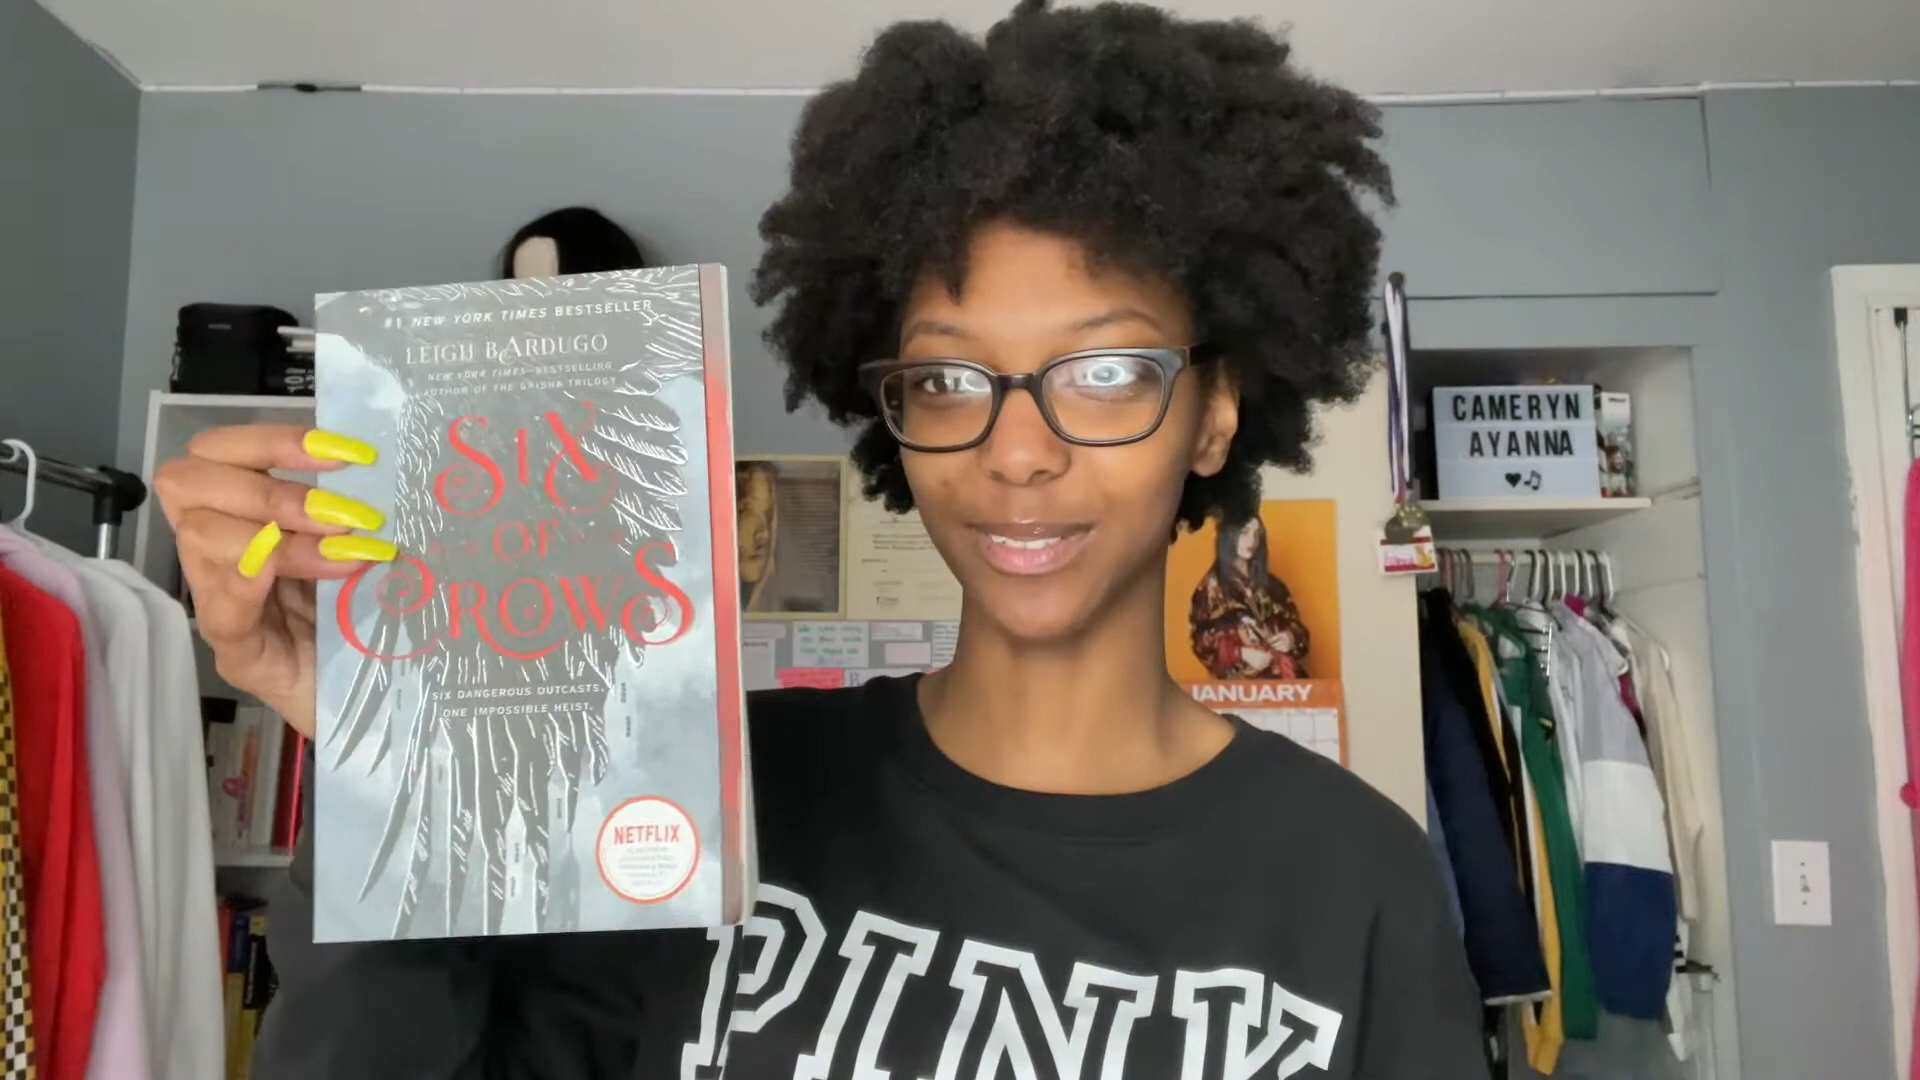 #1 NEW YORK TIMES BESTSELLER
LEIGH BARDUGO
NEW YORK TIMES—BESTSELLING
AUTHOR OF THE GRISHA TRILOGY
SIX
OF
CROWS
SIX DANGEROUS OUTCASTS.
ONE IMPOSSIBLE HEIST.
NETFLIX
CAMERYN
AYANNA
JANUARY
PINK